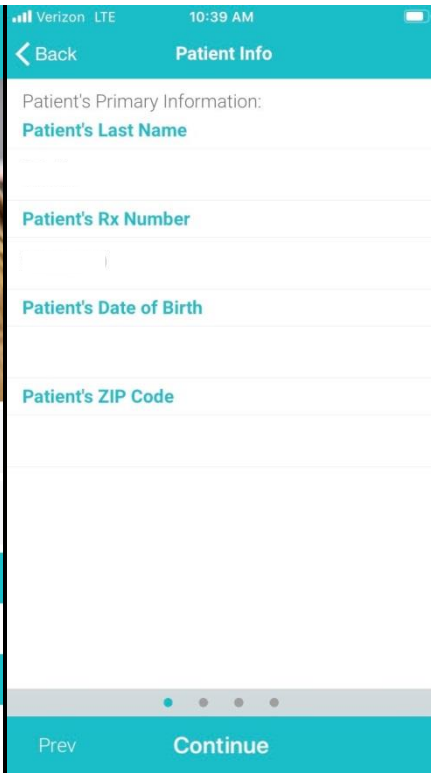 Verizon LTE 10:39 AM
Back Patient Info
Patient's Primary Information:
Patient's Last Name
Patient's Rx Number
Patient's Date of Birth
Patient's ZIP Code
Prev Continue